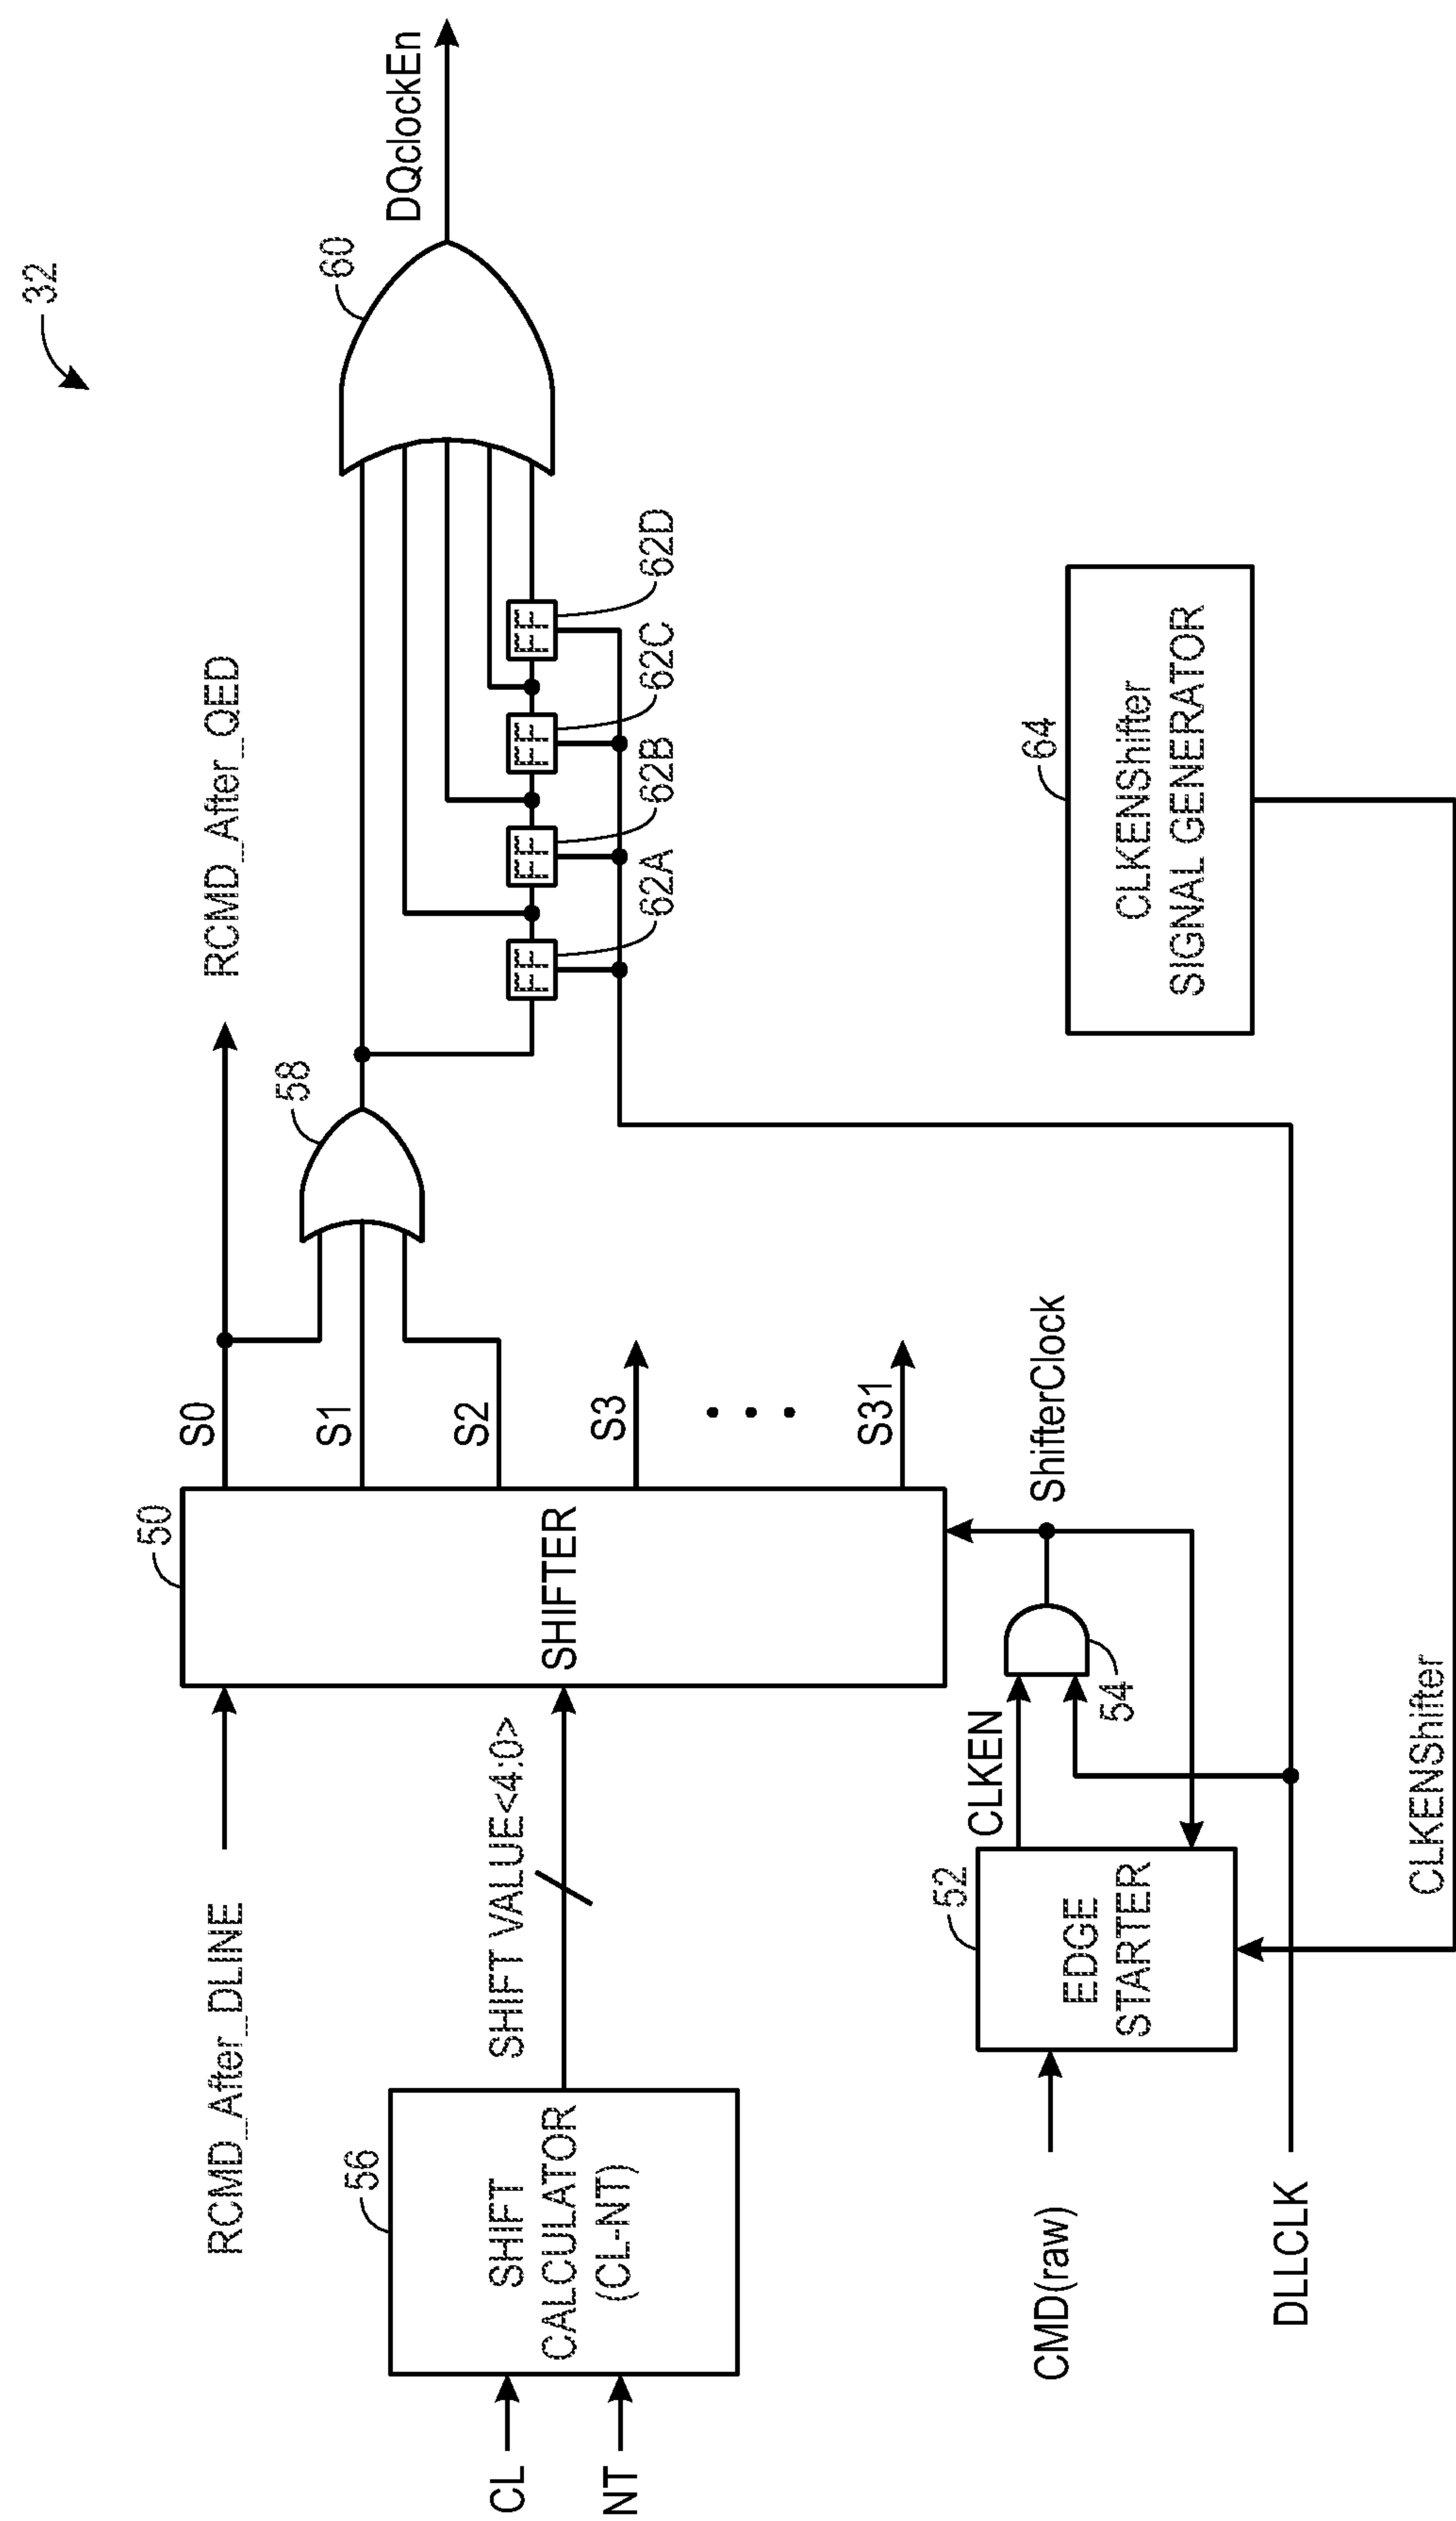 32
RCMD_After_DLINE
50
SHIFTER
S0
S1
S2
S3
S31
RCMD_After_QED
58
60
DQclockEn
CL
NT
56
SHIFT
CALCULATOR
(CL-NT)
SHIFT VALUE<4:0>
FF
FF
FF
FF
62A
62B
62C
62D
CMD(raw)
52
EDGE
STARTER
CLKEN
54
ShifterClock
DLLCLK
64
CLKENShifter
SIGNAL GENERATOR
CLKENShifter